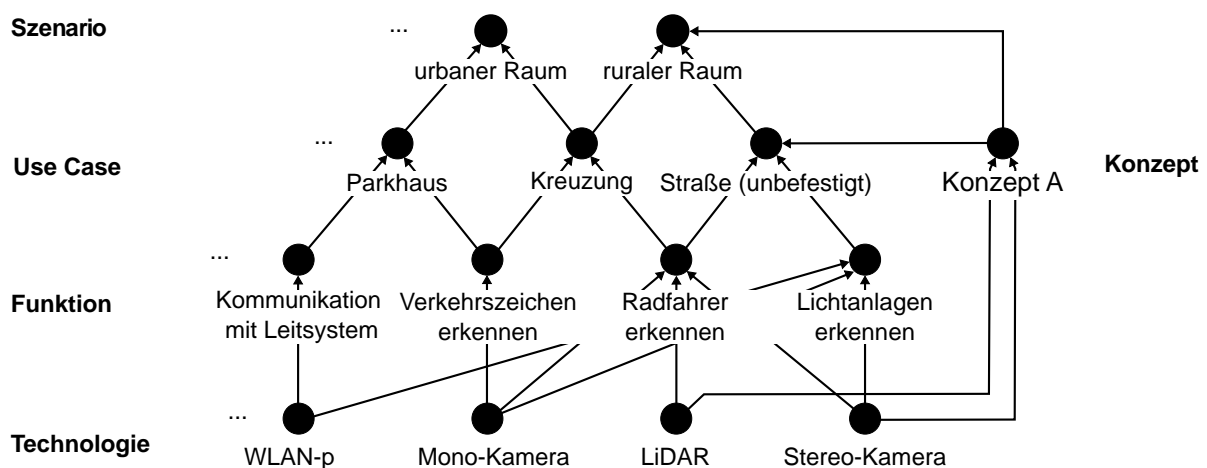 Szenario
...
urbaner Raum
ruraler Raum
Use Case
...
Parkhaus
Kreuzung
Straße (unbefestigt)
Konzept A
Konzept
Funktion
...
Kommunikation
mit Leitsystem
Verkehrszeichen
erkennen
Radfahrer
erkennen
Lichtanlagen
erkennen
Technologie
...
WLAN-p
Mono-Kamera
LiDAR
Stereo-Kamera